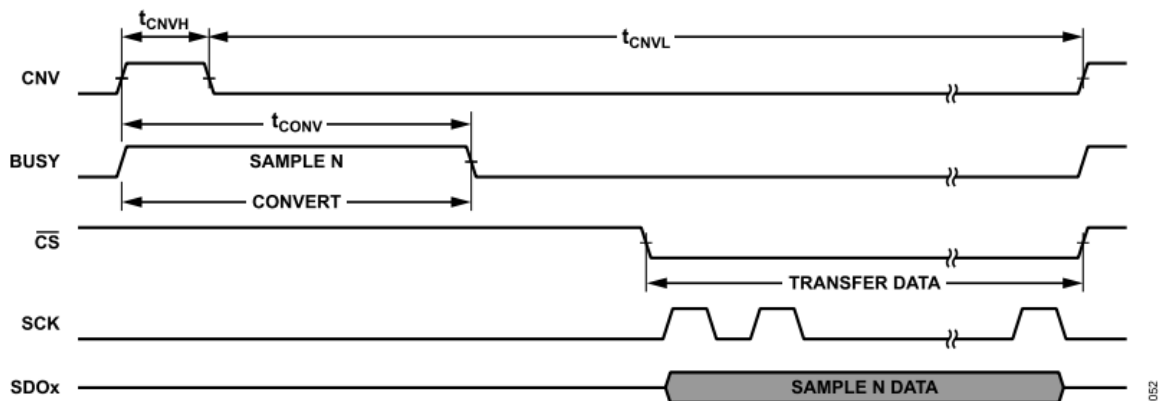 tCNVH
tCNVL
CNV
tCONV
BUSY
SAMPLE N
CONVERT
CS
TRANSFER DATA
SCK
SDOx
SAMPLE N DATA
052